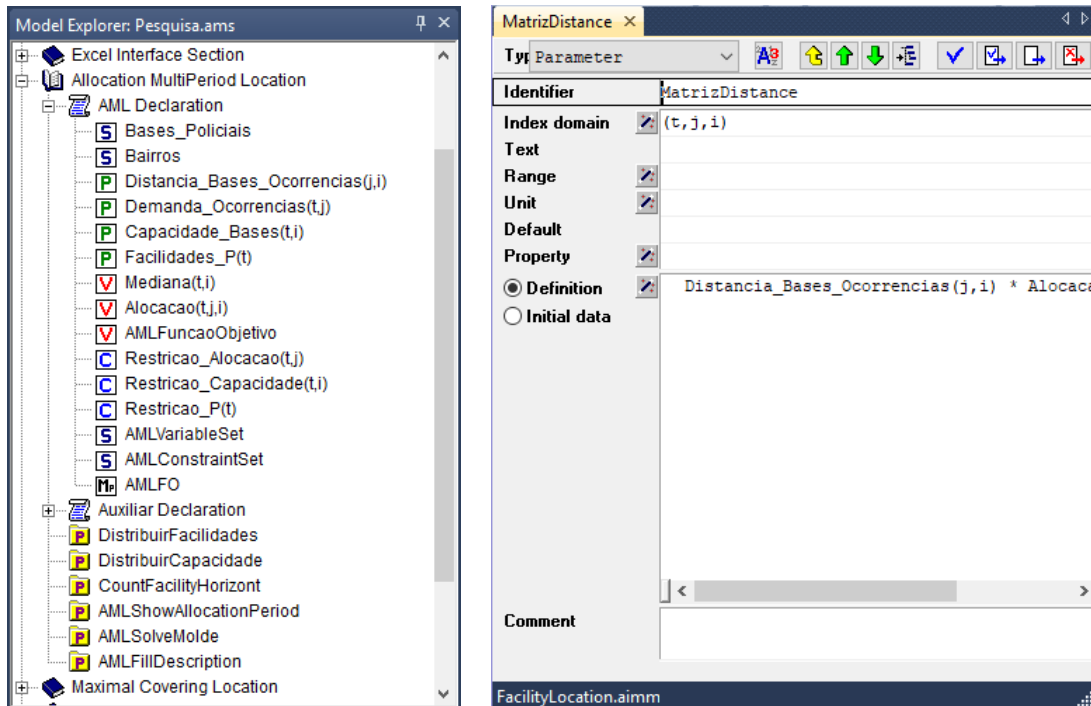 Model Explorer: Pesquisa.ams
Excel Interface Section
Allocation MultiPeriod Location
AML Declaration
S Bases_Policiais
S Bairros
P Distancia_Bases_Ocorrencias(j,i)
P Demanda_Ocorrencias(t,j)
P Capacidade_Bases(t,i)
P Facilidades_P(t)
V Mediana(t,i)
V Alocacao(t,j,i)
V AMLFuncaoObjetivo
C Restricao_Alocacao(t,j)
C Restricao_Capacidade(t,i)
C Restricao_P(t)
S AMLVariableSet
S AMLConstraintSet
MP AMLFO
Auxiliar Declaration
P DistribuirFacilidades
P DistribuirCapacidade
P CountFacilityHorizont
P AMLShowAllocationPeriod
P AMLSolveMolde
P AMLFillDescription
Maximal Covering Location
MatrizDistance
Typ Parameter
Identifier MatrizDistance
Index domain (t,j,i)
Text
Range
Unit
Default
Property
Definition Distancia_Bases_Ocorrencias(j,i) * Alocaca
Initial data
Comment
FacilityLocation.aimm